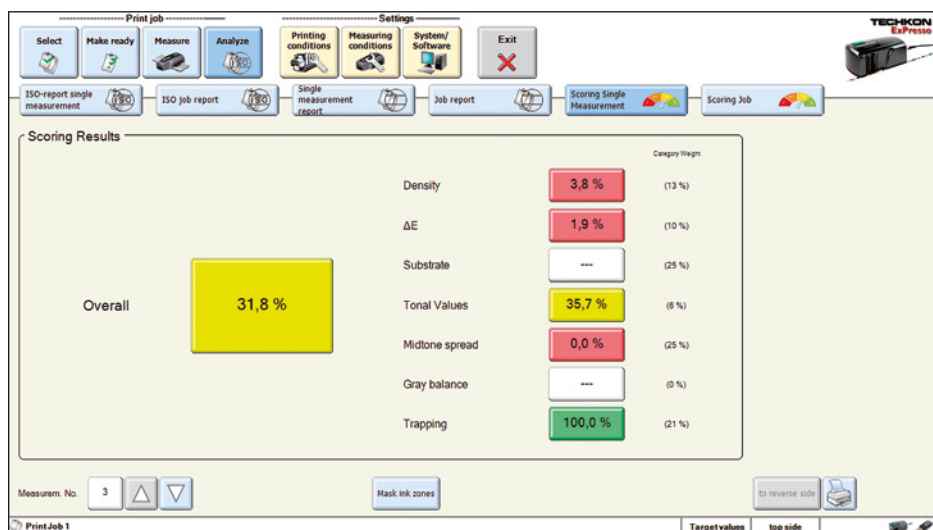 Print job
Settings
Select
Make ready
Measure
Analyze
Printing
conditions
Measuring
conditions
System/
Software
Exit
TECHKON
ExPresso
ISO-report single
measurement
ISO
ISO job report
ISO
Single
measurement
report
Job report
Scoring Single
Measurement
Scoring Job
Scoring Results
Category Weight
Density
3,8 %
(13 %)
ΔE
1,9 %
(10 %)
Substrate
---
(25 %)
Overall
31,8 %
Tonal Values
35,7 %
(6 %)
Midtone spread
0,0 %
(25 %)
Gray balance
---
(0 %)
Trapping
100,0 %
(21 %)
Measurem. No.
3
Mask ink zones
to reverse side
PrintJob 1
Targetvalues
top side